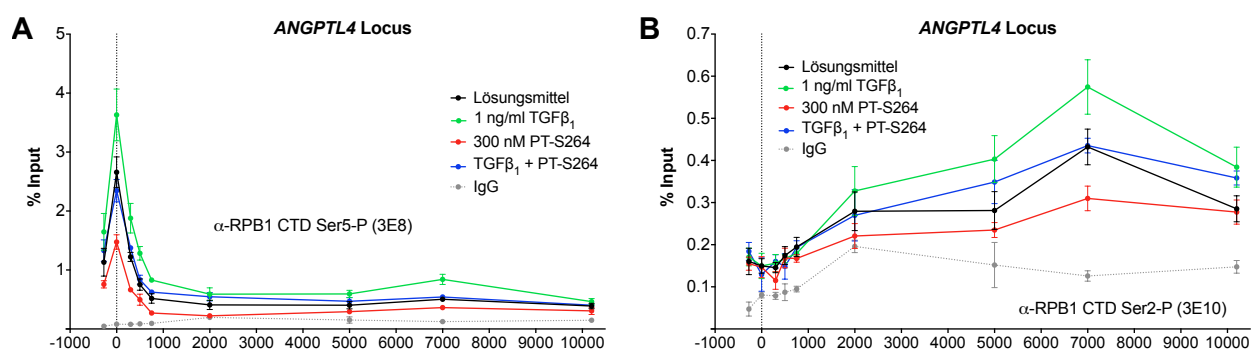 A
ANGPTL4 Locus
% Input
5
4
3
2
1
Lösungsmittel
1 ng/ml TGFβ₁
300 nM PT-S264
TGFβ₁ + PT-S264
IgG
α-RPB1 CTD Ser5-P (3E8)
-1000 0 1000 2000 3000 4000 5000 6000 7000 8000 9000 10000
B
ANGPTL4 Locus
% Input
0.7
0.6
0.5
0.4
0.3
0.2
0.1
Lösungsmittel
1 ng/ml TGFβ₁
300 nM PT-S264
TGFβ₁ + PT-S264
IgG
α-RPB1 CTD Ser2-P (3E10)
-1000 0 1000 2000 3000 4000 5000 6000 7000 8000 9000 10000